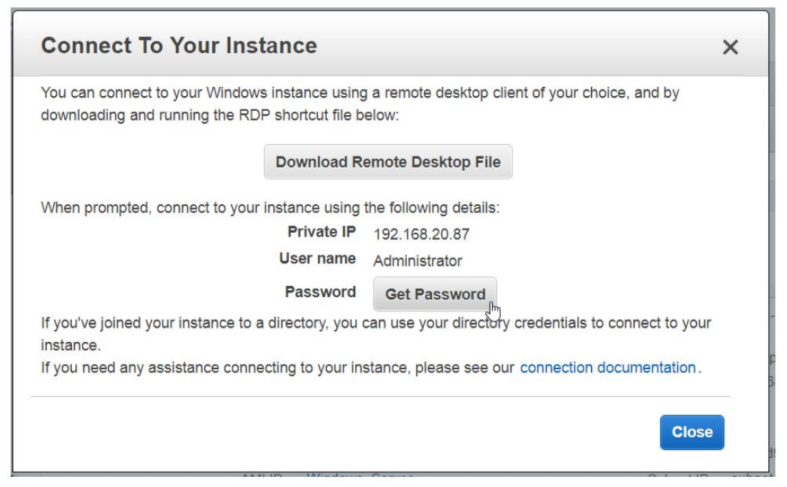 Connect To Your Instance
You can connect to your Windows instance using a remote desktop client of your choice, and by
downloading and running the RDP shortcut file below:
Download Remote Desktop File
When prompted, connect to your instance using the following details:
Private IP 192.168.20.87
User name Administrator
Password Get Password
If you've joined your instance to a directory, you can use your directory credentials to connect to your
instance.
If you need any assistance connecting to your instance, please see our connection documentation.
Close